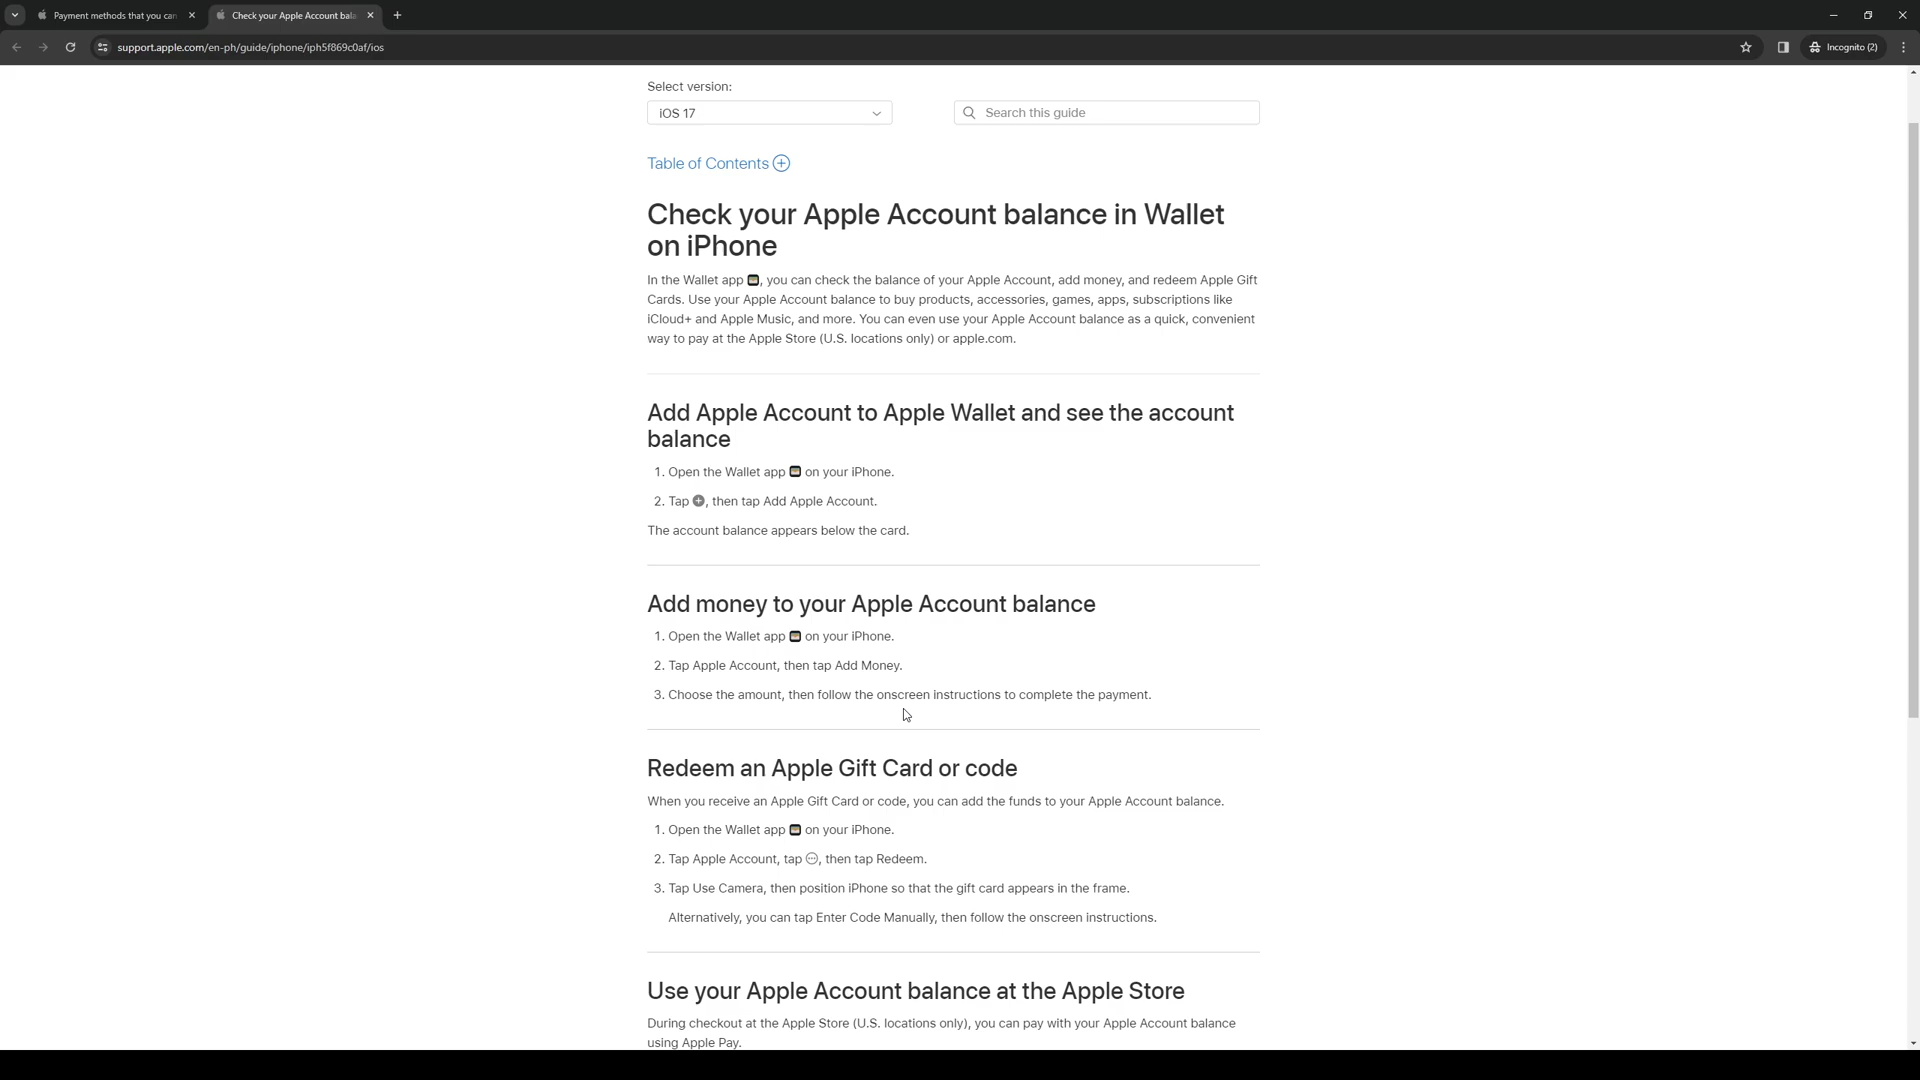 Payment methods that you can
Check your Apple Account bala
support.apple.com/en-ph/guide/iphone/iph5f869c0af/ios
Incognito (2)
Select version:
iOS 17
Search this guide
Table of Contents
Check your Apple Account balance in Wallet
on iPhone
In the Wallet app , you can check the balance of your Apple Account, add money, and redeem Apple Gift
Cards. Use your Apple Account balance to buy products, accessories, games, apps, subscriptions like
iCloud+ and Apple Music, and more. You can even use your Apple Account balance as a quick, convenient
way to pay at the Apple Store (U.S. locations only) or apple.com.
Add Apple Account to Apple Wallet and see the account
balance
1. Open the Wallet app on your iPhone.
2. Tap , then tap Add Apple Account.
The account balance appears below the card.
Add money to your Apple Account balance
1. Open the Wallet app on your iPhone.
2. Tap Apple Account, then tap Add Money.
3. Choose the amount, then follow the onscreen instructions to complete the payment.
Redeem an Apple Gift Card or code
When you receive an Apple Gift Card or code, you can add the funds to your Apple Account balance.
1. Open the Wallet app on your iPhone.
2. Tap Apple Account, tap , then tap Redeem.
3. Tap Use Camera, then position iPhone so that the gift card appears in the frame.
Alternatively, you can tap Enter Code Manually, then follow the onscreen instructions.
Use your Apple Account balance at the Apple Store
During checkout at the Apple Store (U.S. locations only), you can pay with your Apple Account balance
using Apple Pay.